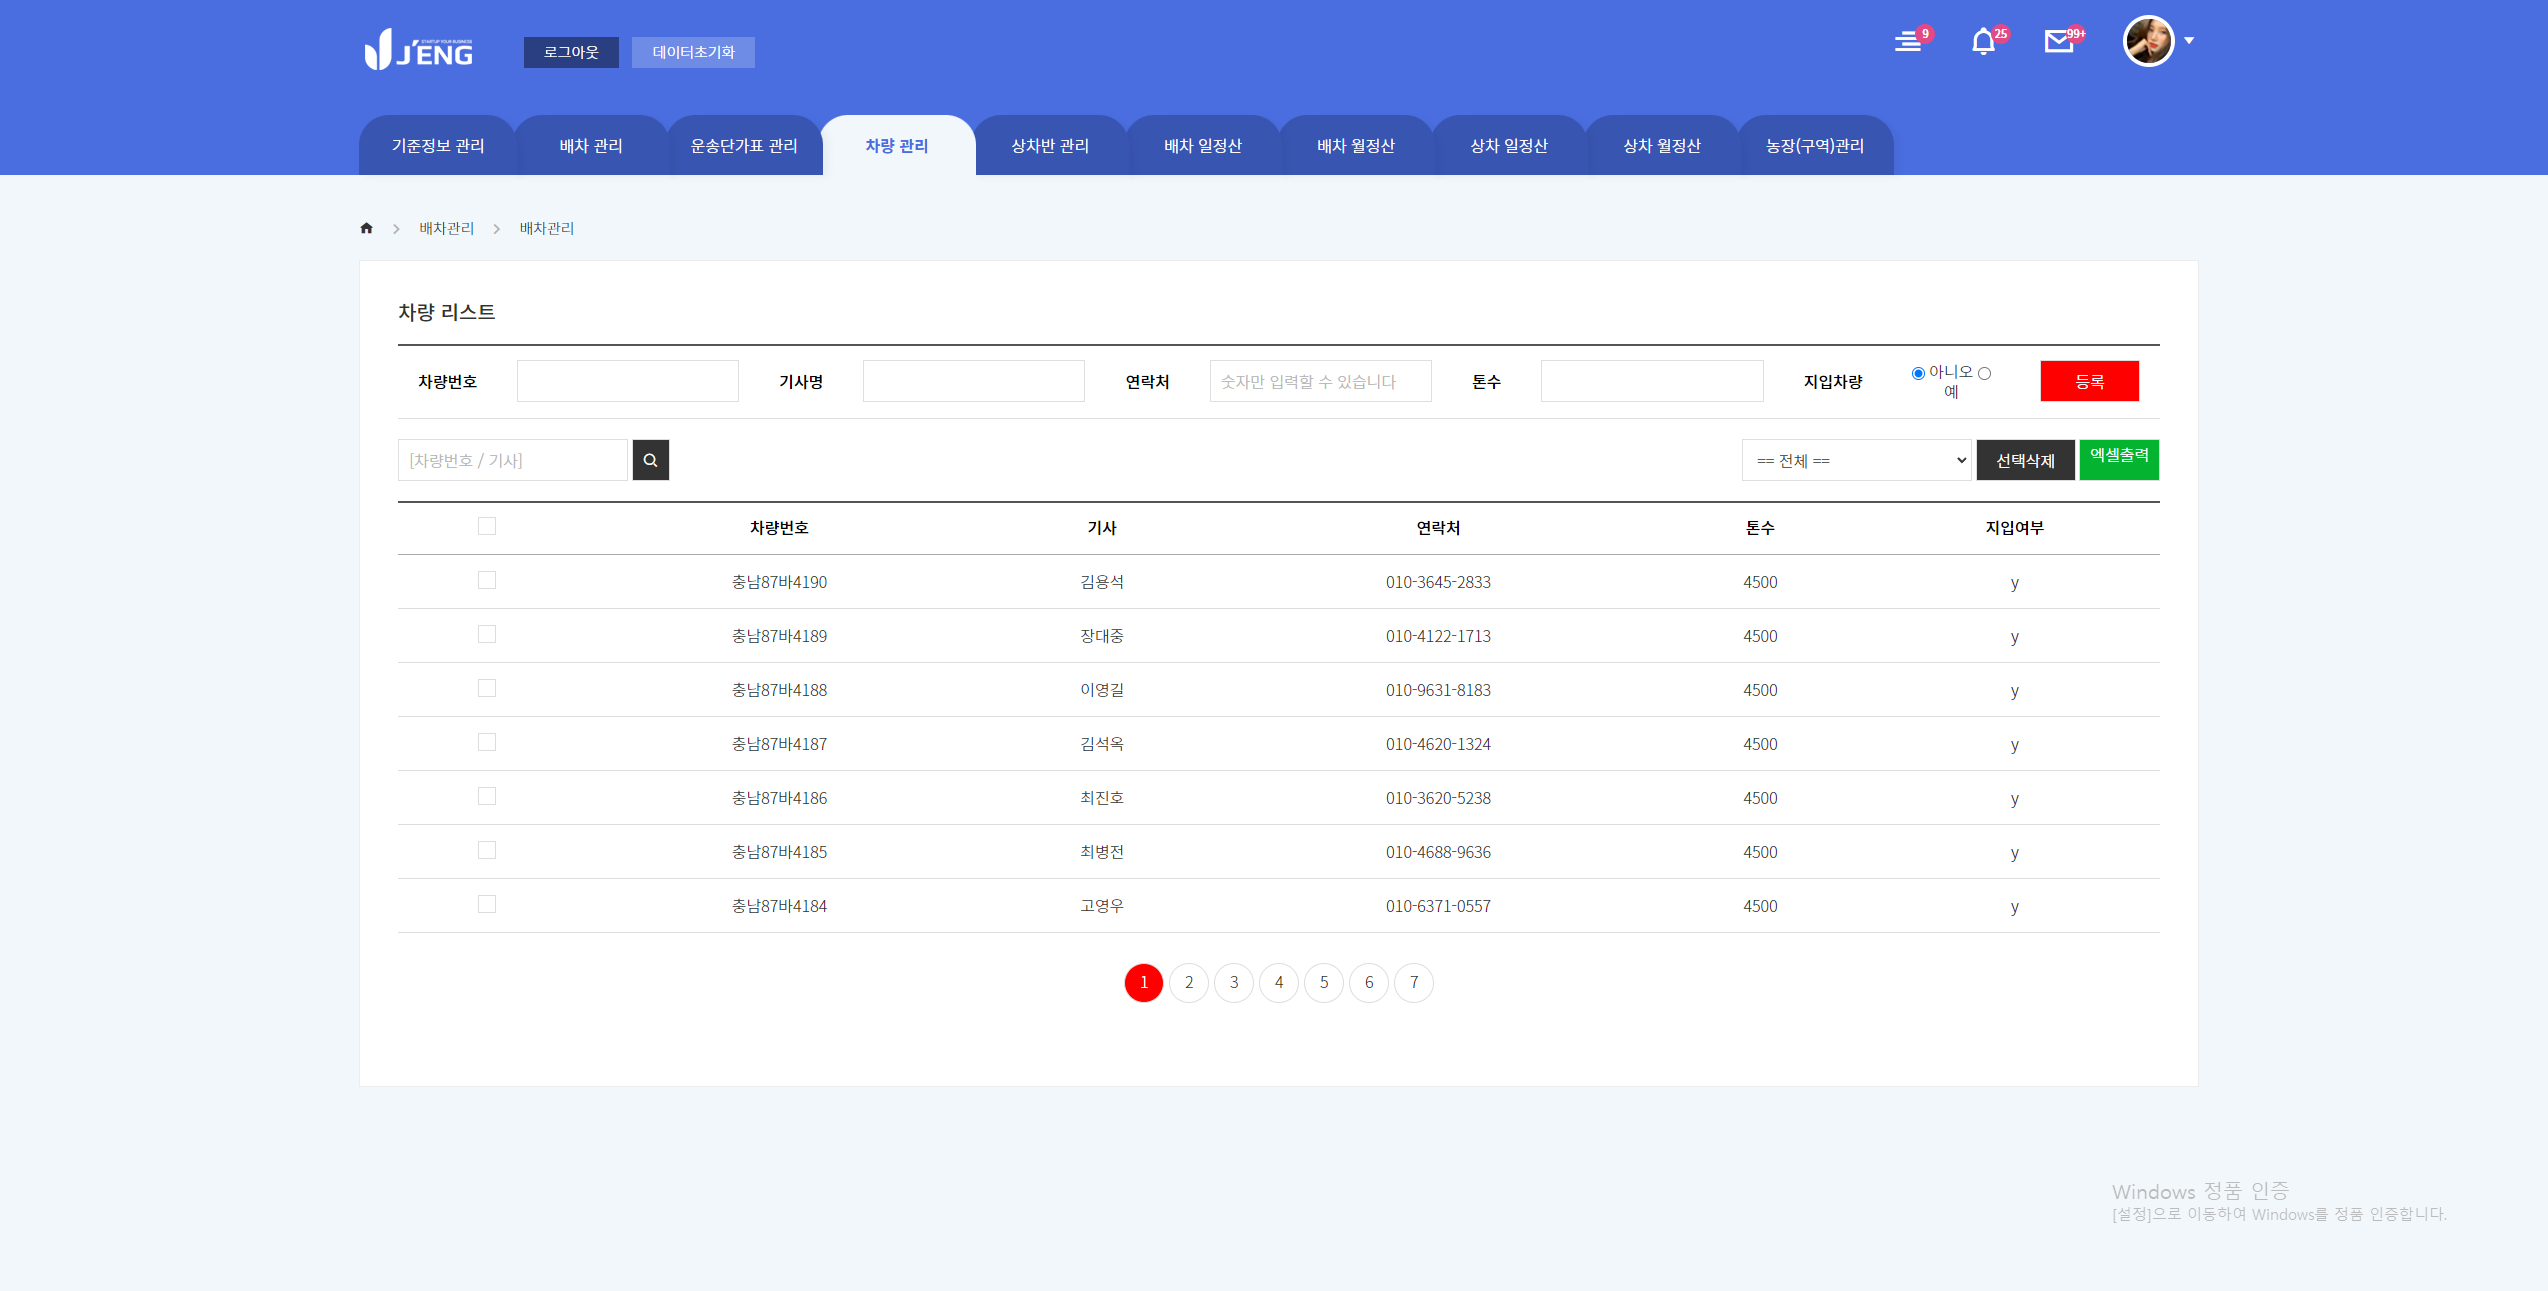 STARTUP YOUR BUSINESS
J'ENG
로그아웃 데이터초기화
9 25 99+
기준정보 관리 배차 관리 운송단가표 관리 차량 관리 상차반 관리 배차 일정산 배차 월정산 상차 일정산 상차 월정산 농장(구역)관리
배차관리 배차관리
차량 리스트
차량번호 기사명 연락처 숫자만 입력할 수 있습니다 톤수 지입차량 아니오 예 등록
[차량번호 / 기사] == 전체 == 선택삭제 엑셀출력
차량번호 기사 연락처 톤수 지입여부
충남87바4190 김용석 010-3645-2833 4500 y
충남87바4189 장대중 010-4122-1713 4500 y
충남87바4188 이영길 010-9631-8183 4500 y
충남87바4187 김석옥 010-4620-1324 4500 y
충남87바4186 최진호 010-3620-5238 4500 y
충남87바4185 최병전 010-4688-9636 4500 y
충남87바4184 고영우 010-6371-0557 4500 y
1 2 3 4 5 6 7
Windows 정품 인증
[설정]으로 이동하여 Windows를 정품 인증합니다.